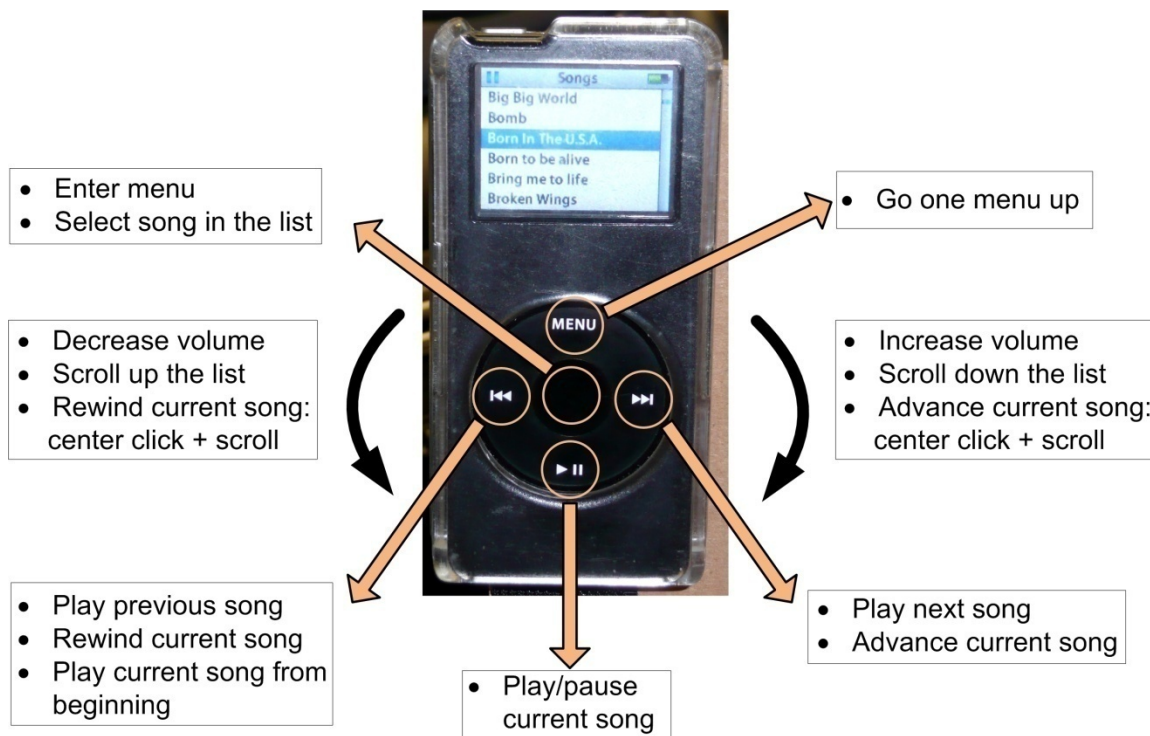 Songs
Big Big World
Bomb
Born In The U.S.A.
Born to be alive
Bring me to life
Broken Wings
• Enter menu
• Select song in the list
• Go one menu up
MENU
• Decrease volume
• Scroll up the list
• Rewind current song:
center click + scroll
• Increase volume
• Scroll down the list
• Advance current song:
center click + scroll
• Play previous song
• Rewind current song
• Play current song from
beginning
• Play/pause
current song
• Play next song
• Advance current song